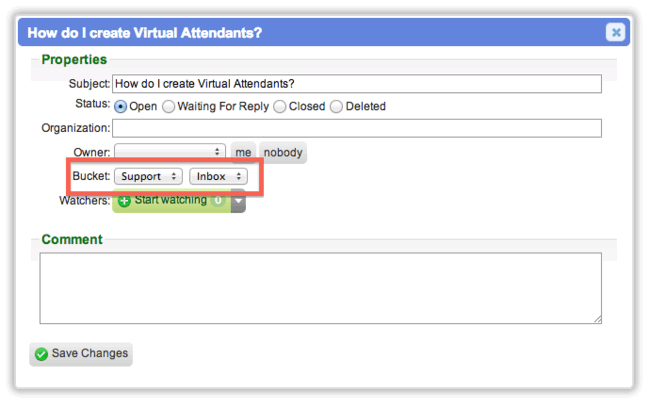 How do I create Virtual Attendants?
Properties
Subject: How do I create Virtual Attendants?
Status: Open Waiting For Reply Closed Deleted
Organization:
Owner: me nobody
Bucket: Support Inbox
Watchers: Start watching 0
Comment
Save Changes